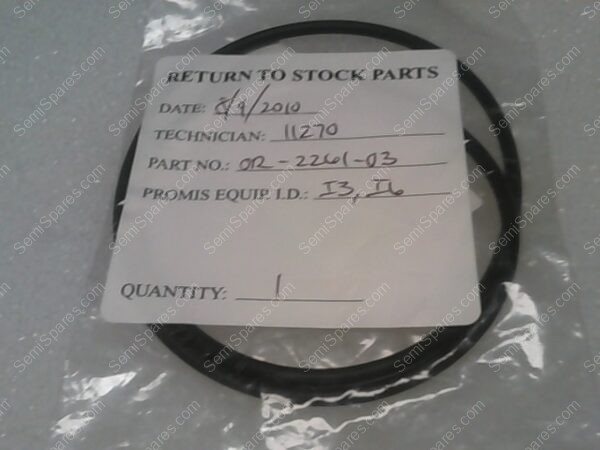 RETURN TO STOCK PARTS
DATE: 8/9/2010
TECHNICIAN: 11270
PART NO.: OR-2261-03
PROMIS EQUIP. I.D.: I3, I6
QUANTITY: 1
SemiSpares.com